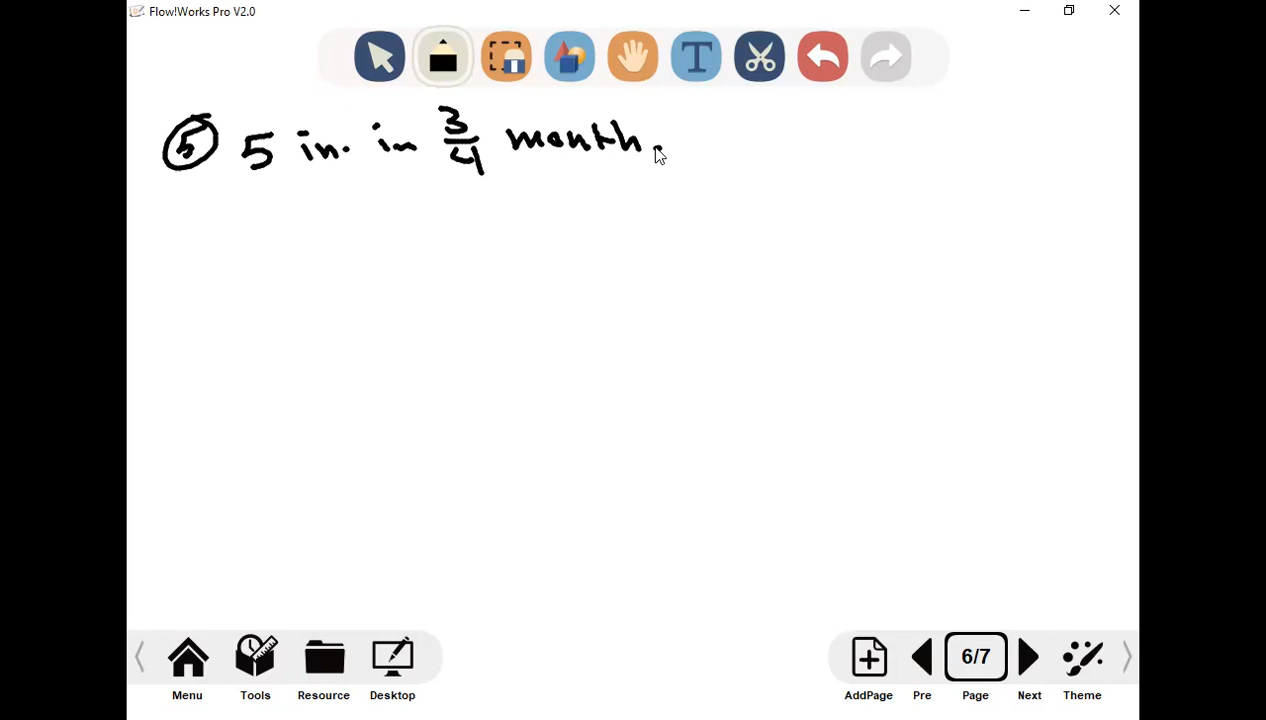 Flow!Works Pro V2.0
T
⑤ 5 in. in 3/4 month.
6/7
Menu Tools Resource Desktop AddPage Pre Page Next Theme